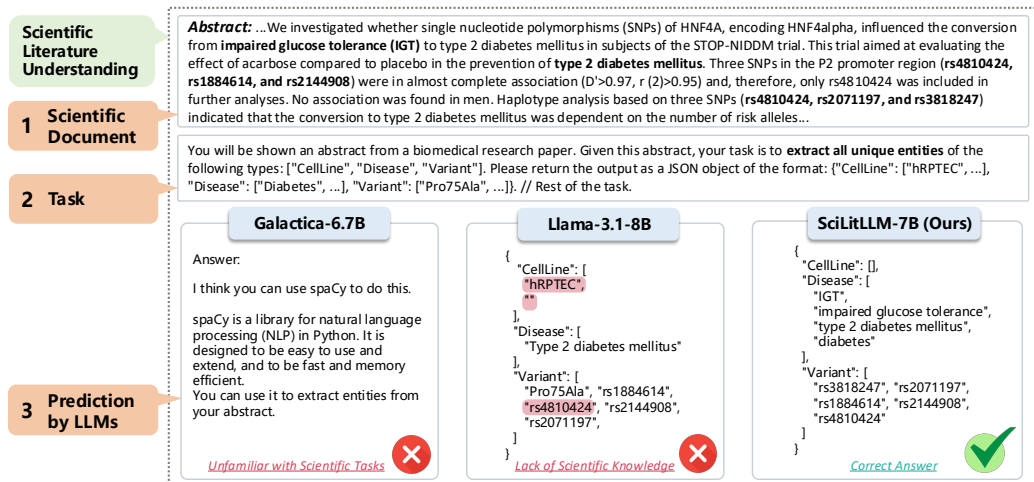 Scientific
Literature
Understanding
1 Scientific
Document
2 Task
3 Prediction
by LLMs
Abstract: ...We investigated whether single nucleotide polymorphisms (SNPs) of HNF4A, encoding HNF4alpha, influenced the conversion
from impaired glucose tolerance (IGT) to type 2 diabetes mellitus in subjects of the STOP-NIDDM trial. This trial aimed at evaluating the
effect of acarbose compared to placebo in the prevention of type 2 diabetes mellitus. Three SNPs in the P2 promoter region (rs4810424,
rs1884614, and rs2144908) were in almost complete association (D'>0.97, r (2)>0.95) and, therefore, only rs4810424 was included in
further analyses. No association was found in men. Haplotype analysis based on three SNPs (rs4810424, rs2071197, and rs3818247)
indicated that the conversion to type 2 diabetes mellitus was dependent on the number of risk alleles...
You will be shown an abstract from a biomedical research paper. Given this abstract, your task is to extract all unique entities of the
following types: ["CellLine", "Disease", "Variant"]. Please return the output as a JSON object of the format: {"CellLine": ["hRPTEC", ...],
"Disease": ["Diabetes", ...], "Variant": ["Pro75Ala", ...]}. // Rest of the task.
Galactica-6.7B
Answer:
I think you can use spaCy to do this.
spaCy is a library for natural language
processing (NLP) in Python. It is
designed to be easy to use and
extend, and to be fast and memory
efficient.
You can use it to extract entities from
your abstract.
Unfamiliar with Scientific Tasks
Llama-3.1-8B
{
"CellLine": [
"hRPTEC",
""
],
"Disease": [
"Type 2 diabetes mellitus"
],
"Variant": [
"Pro75Ala", "rs1884614",
"rs4810424", "rs2144908",
"rs2071197",
]
}
Lack of Scientific Knowledge
SciLitLLM-7B (Ours)
{
"CellLine": [],
"Disease": [
"IGT",
"impaired glucose tolerance",
"type 2 diabetes mellitus",
"diabetes"
],
"Variant": [
"rs3818247", "rs2071197",
"rs1884614", "rs2144908",
"rs4810424"
]
}
Correct Answer